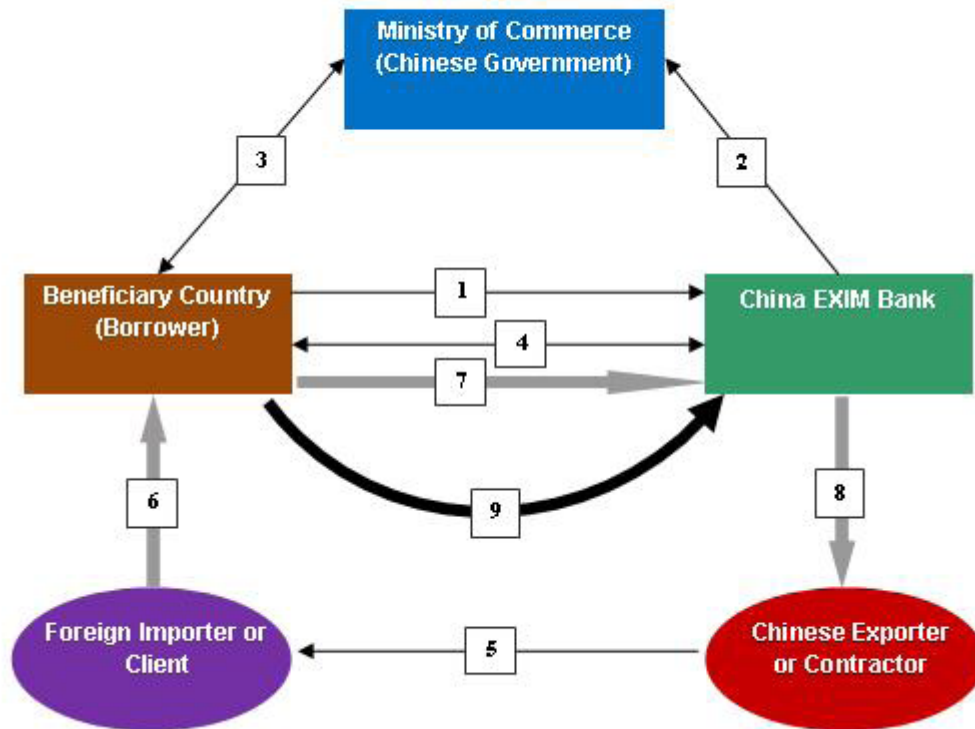 Ministry of Commerce
(Chinese Government)
3
2
Beneficiary Country
(Borrower)
1
China EXIM Bank
4
7
9
6
8
Foreign Importer or
Client
5
Chinese Exporter
or Contractor